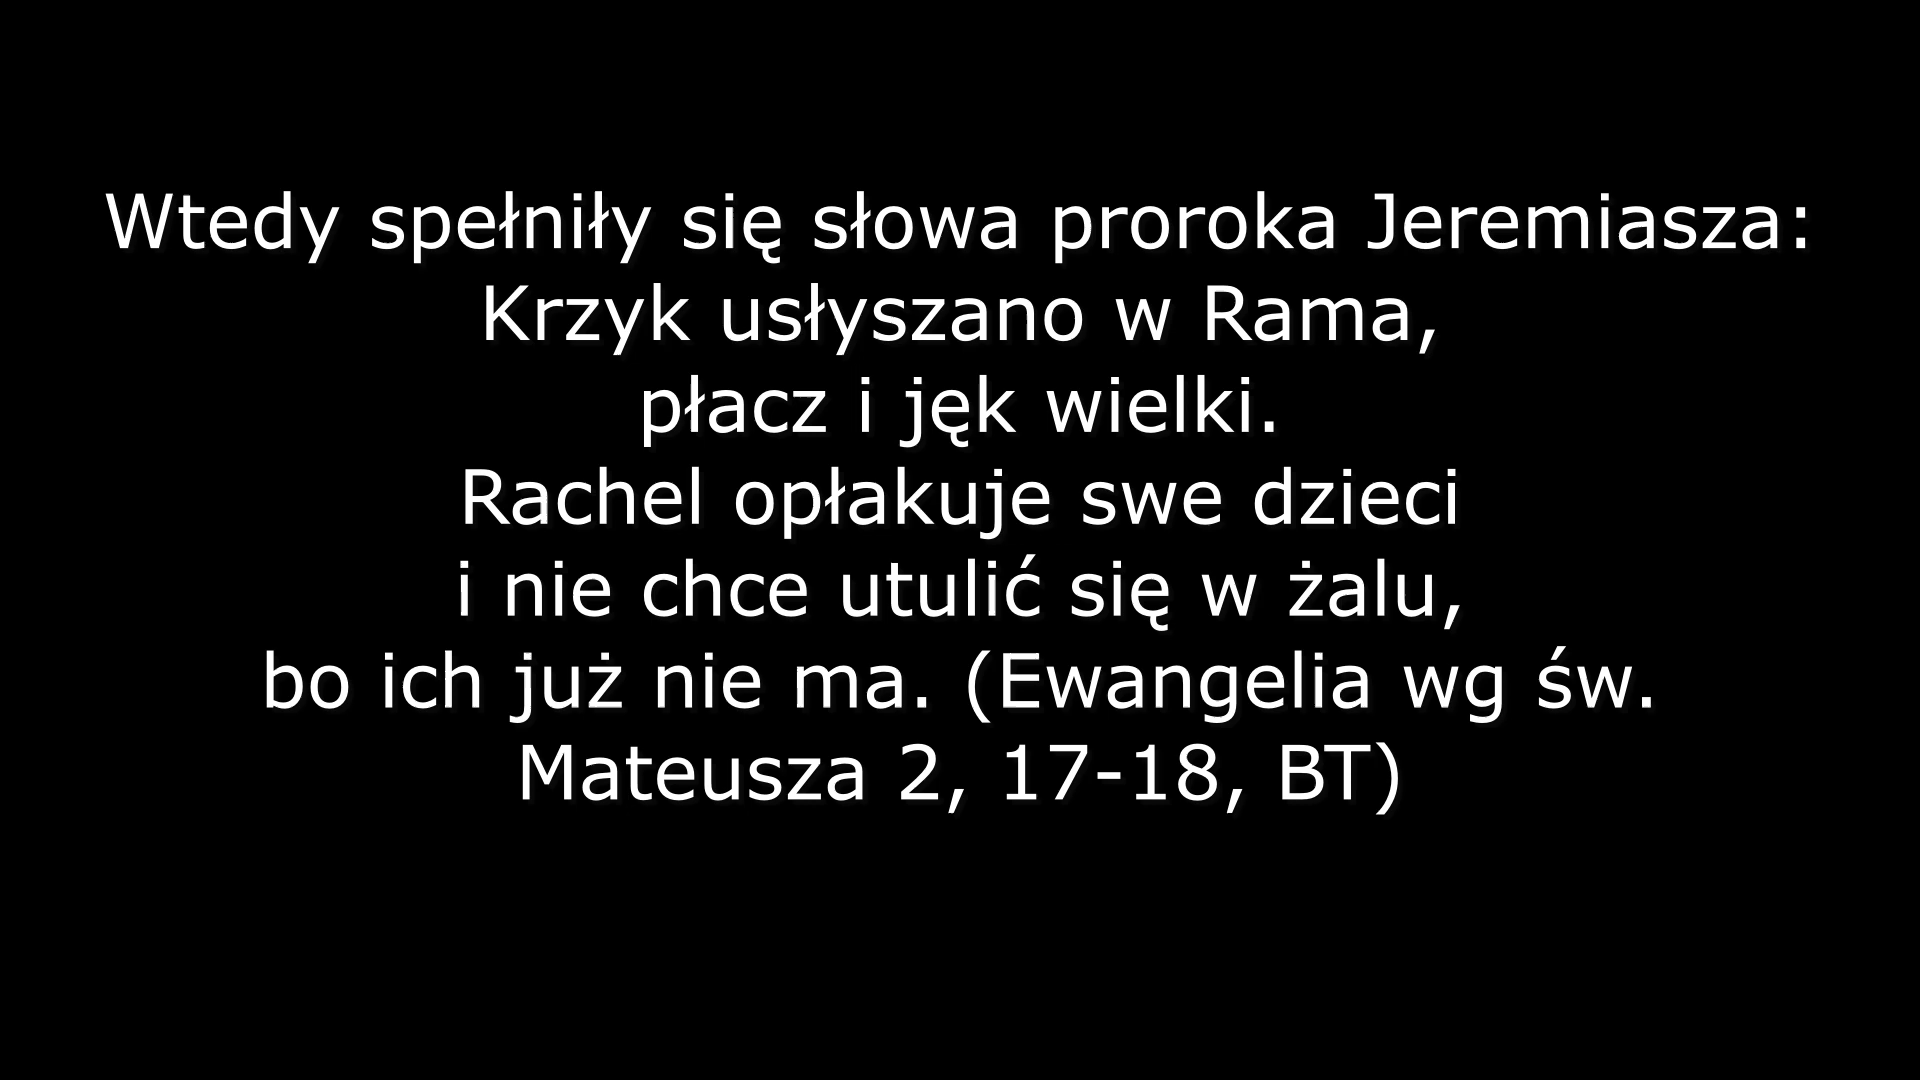 Wtedy spełniły się słowa proroka Jeremiasza:
Krzyk usłyszano w Rama,
płacz i jęk wielki.
Rachel opłakuje swe dzieci
i nie chce utulić się w żalu,
bo ich już nie ma. (Ewangelia wg św.
Mateusza 2, 17-18, BT)